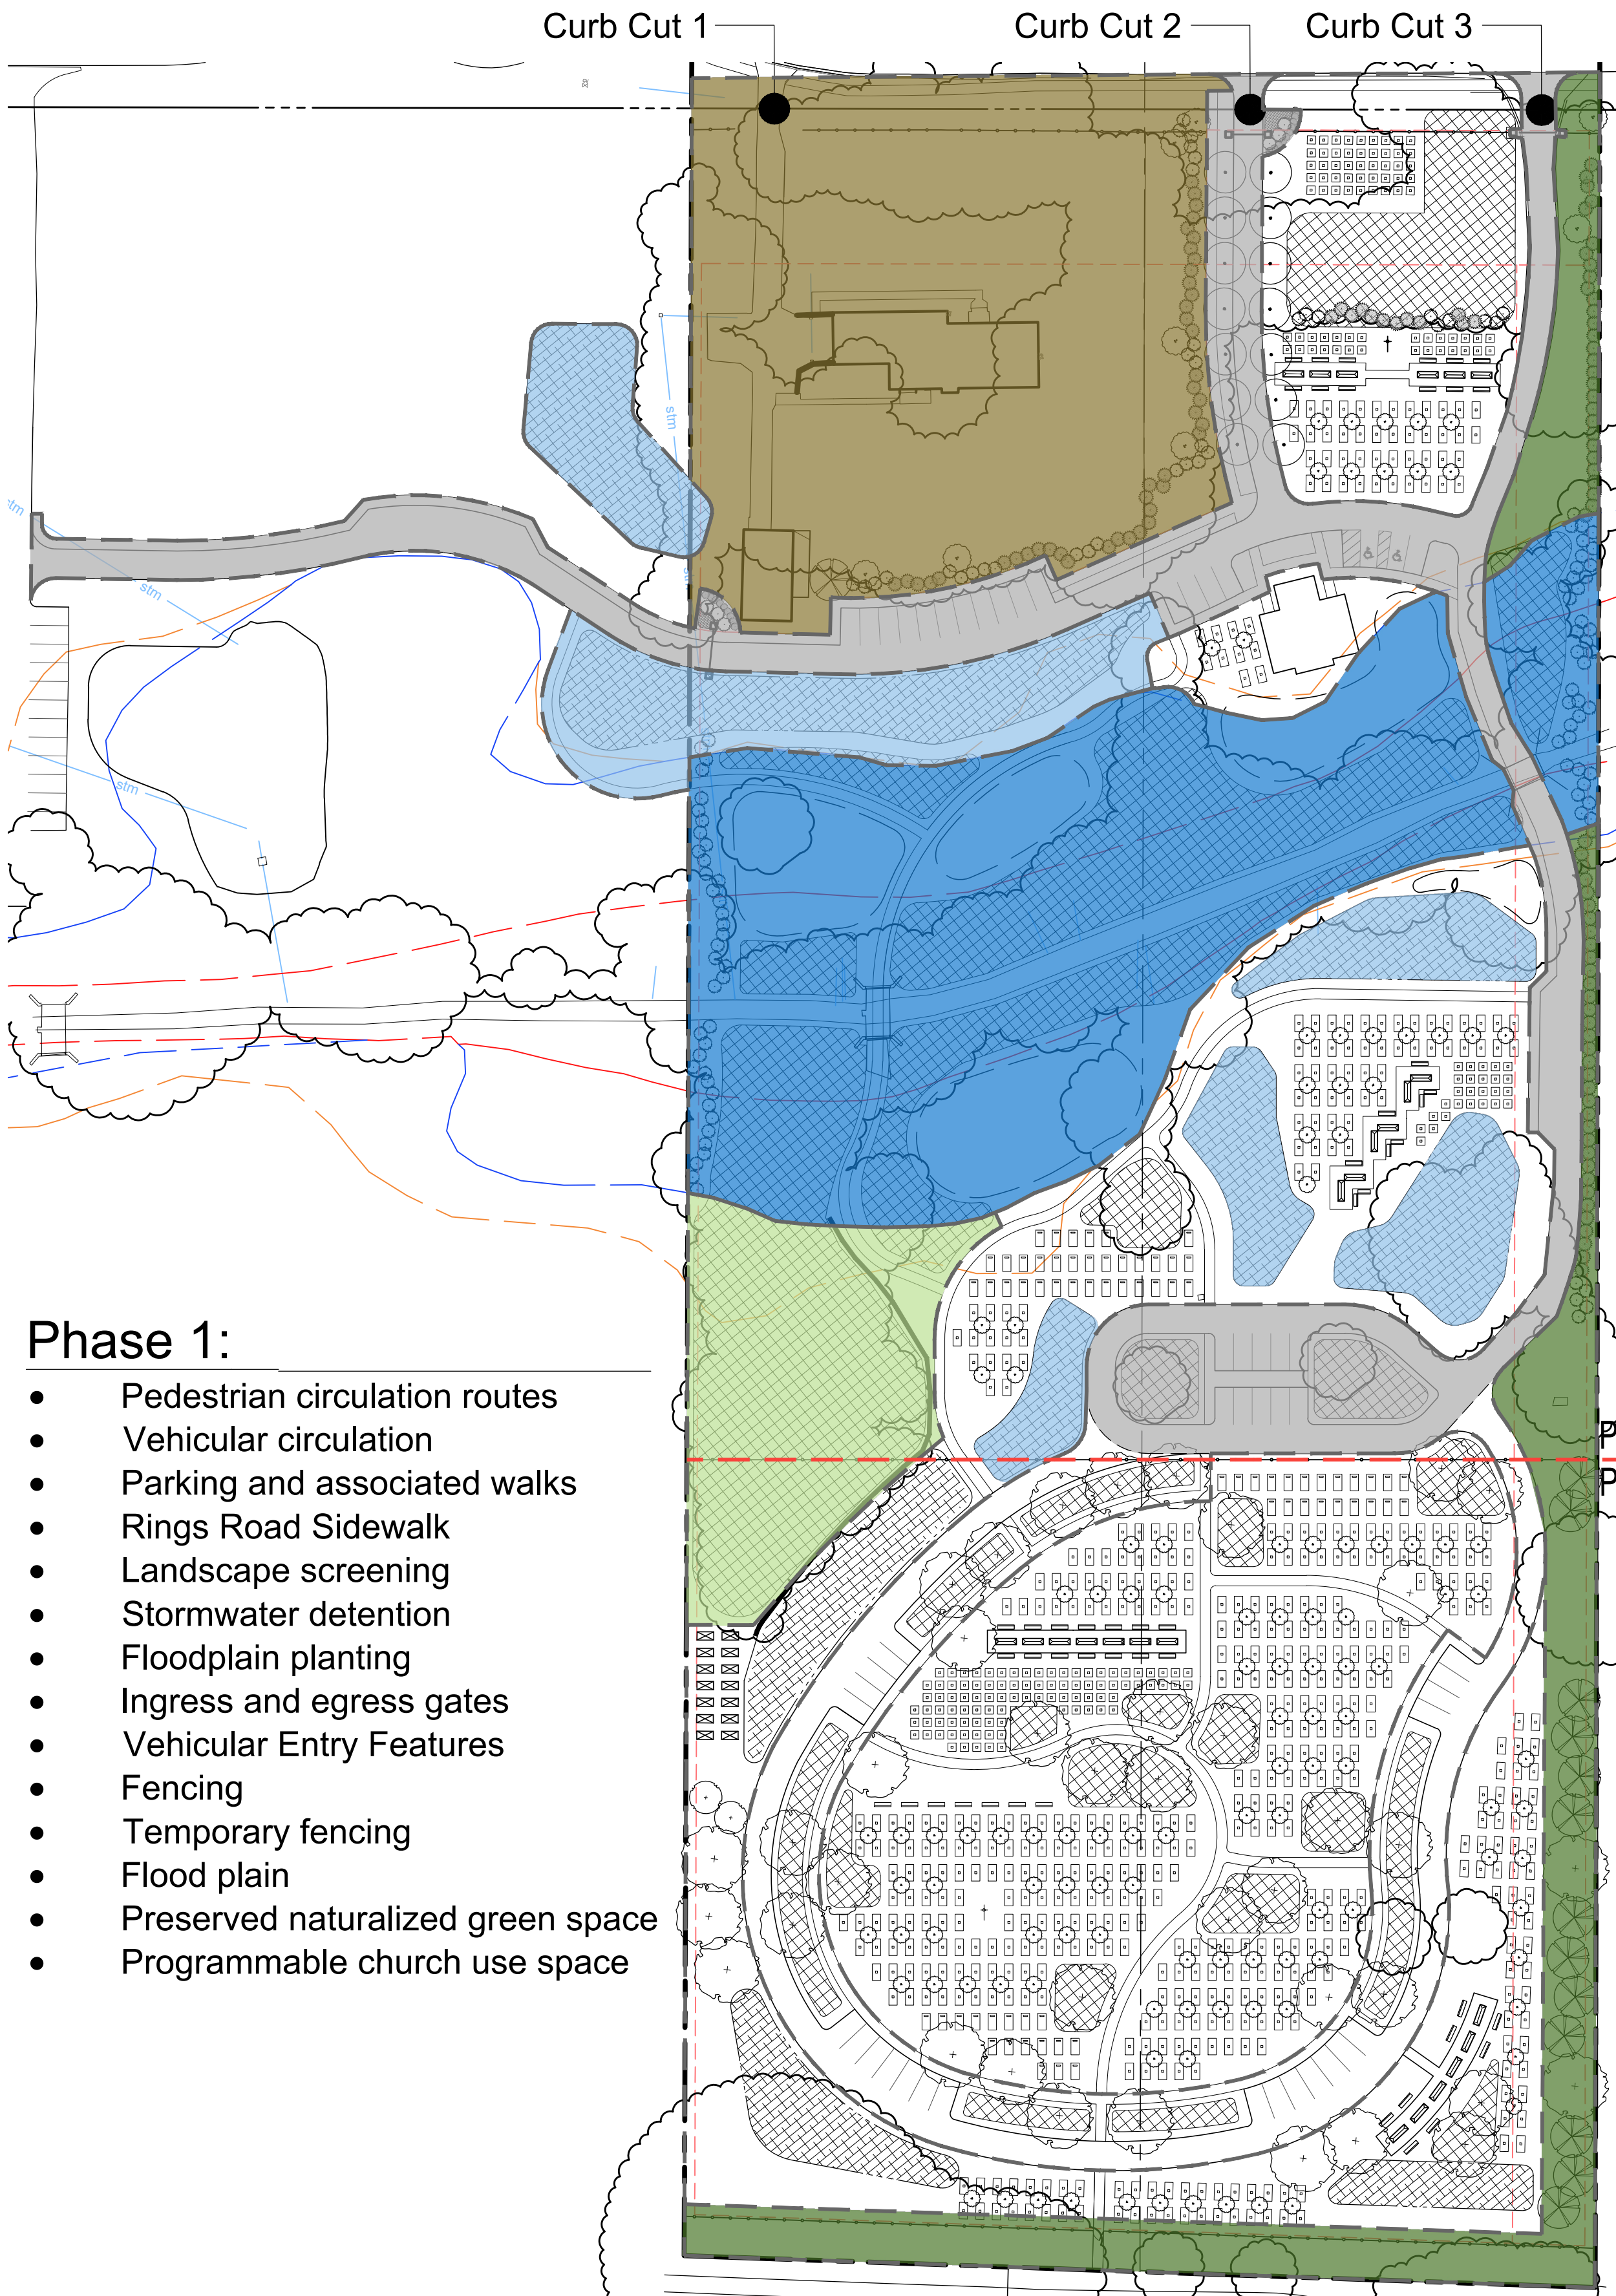 Curb Cut 1
Curb Cut 2
Curb Cut 3
stm
stm
stm
stm
Phase 1:
● Pedestrian circulation routes
● Vehicular circulation
● Parking and associated walks
● Rings Road Sidewalk
● Landscape screening
● Stormwater detention
● Floodplain planting
● Ingress and egress gates
● Vehicular Entry Features
● Fencing
● Temporary fencing
● Flood plain
● Preserved naturalized green space
● Programmable church use space
P
P